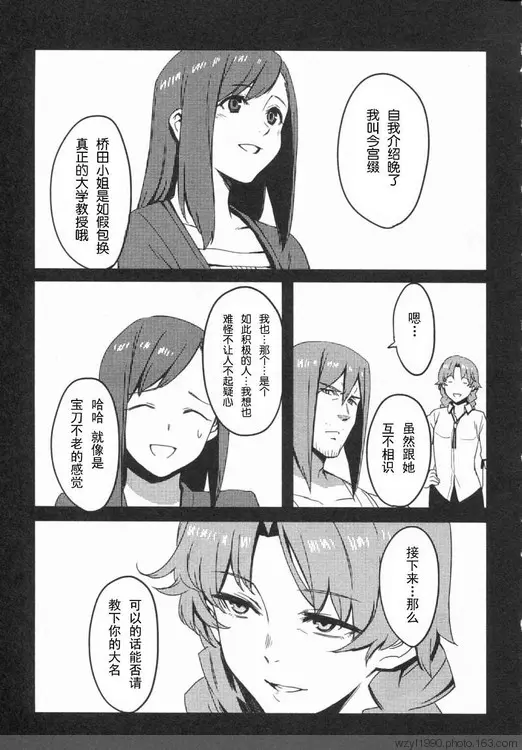 自我介绍晚了
我叫今宫缀
桥田小姐是如假包换
真正的大学教授哦
嗯…
虽然跟她
互不相识
我也…那个…是个
如此积极的人…我想也
难怪不让人不起疑心
哈哈 就像是
宝刀不老的感觉
接下来…那么
可以的话能否请
教下你的大名
wzyf1990.photo.163.com